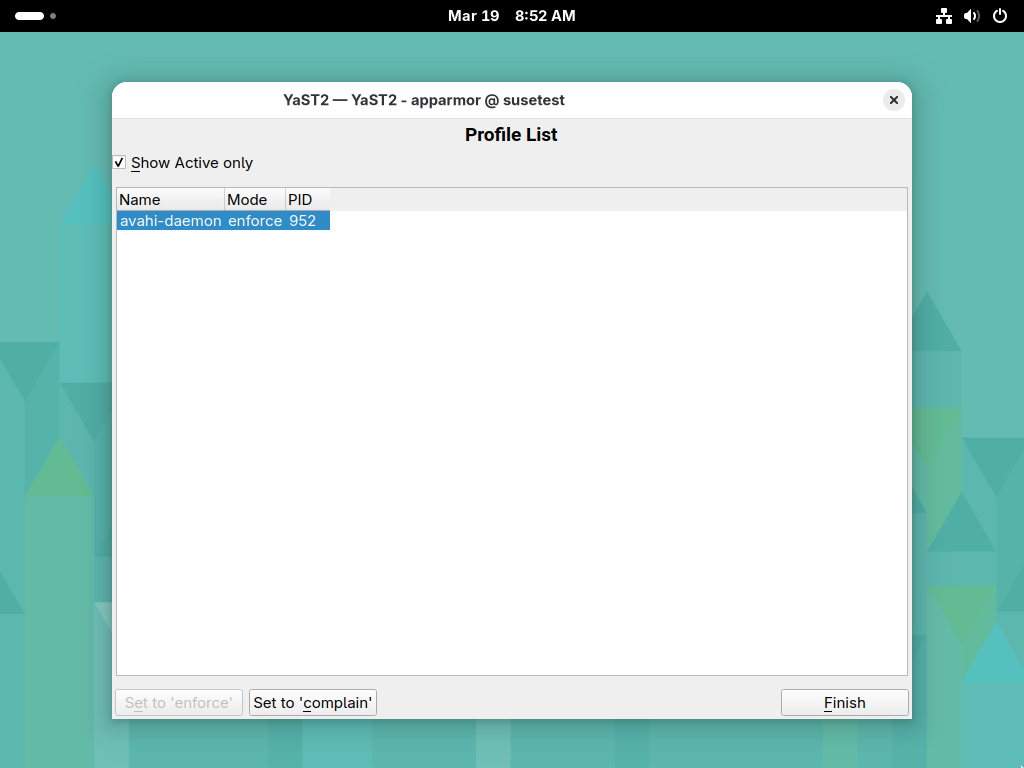 Mar 19 8:52 AM
YaST2 — YaST2 - apparmor @ susetest
Profile List
Show Active only
Name Mode PID
avahi-daemon enforce 952
Set to 'enforce' Set to 'complain' Finish